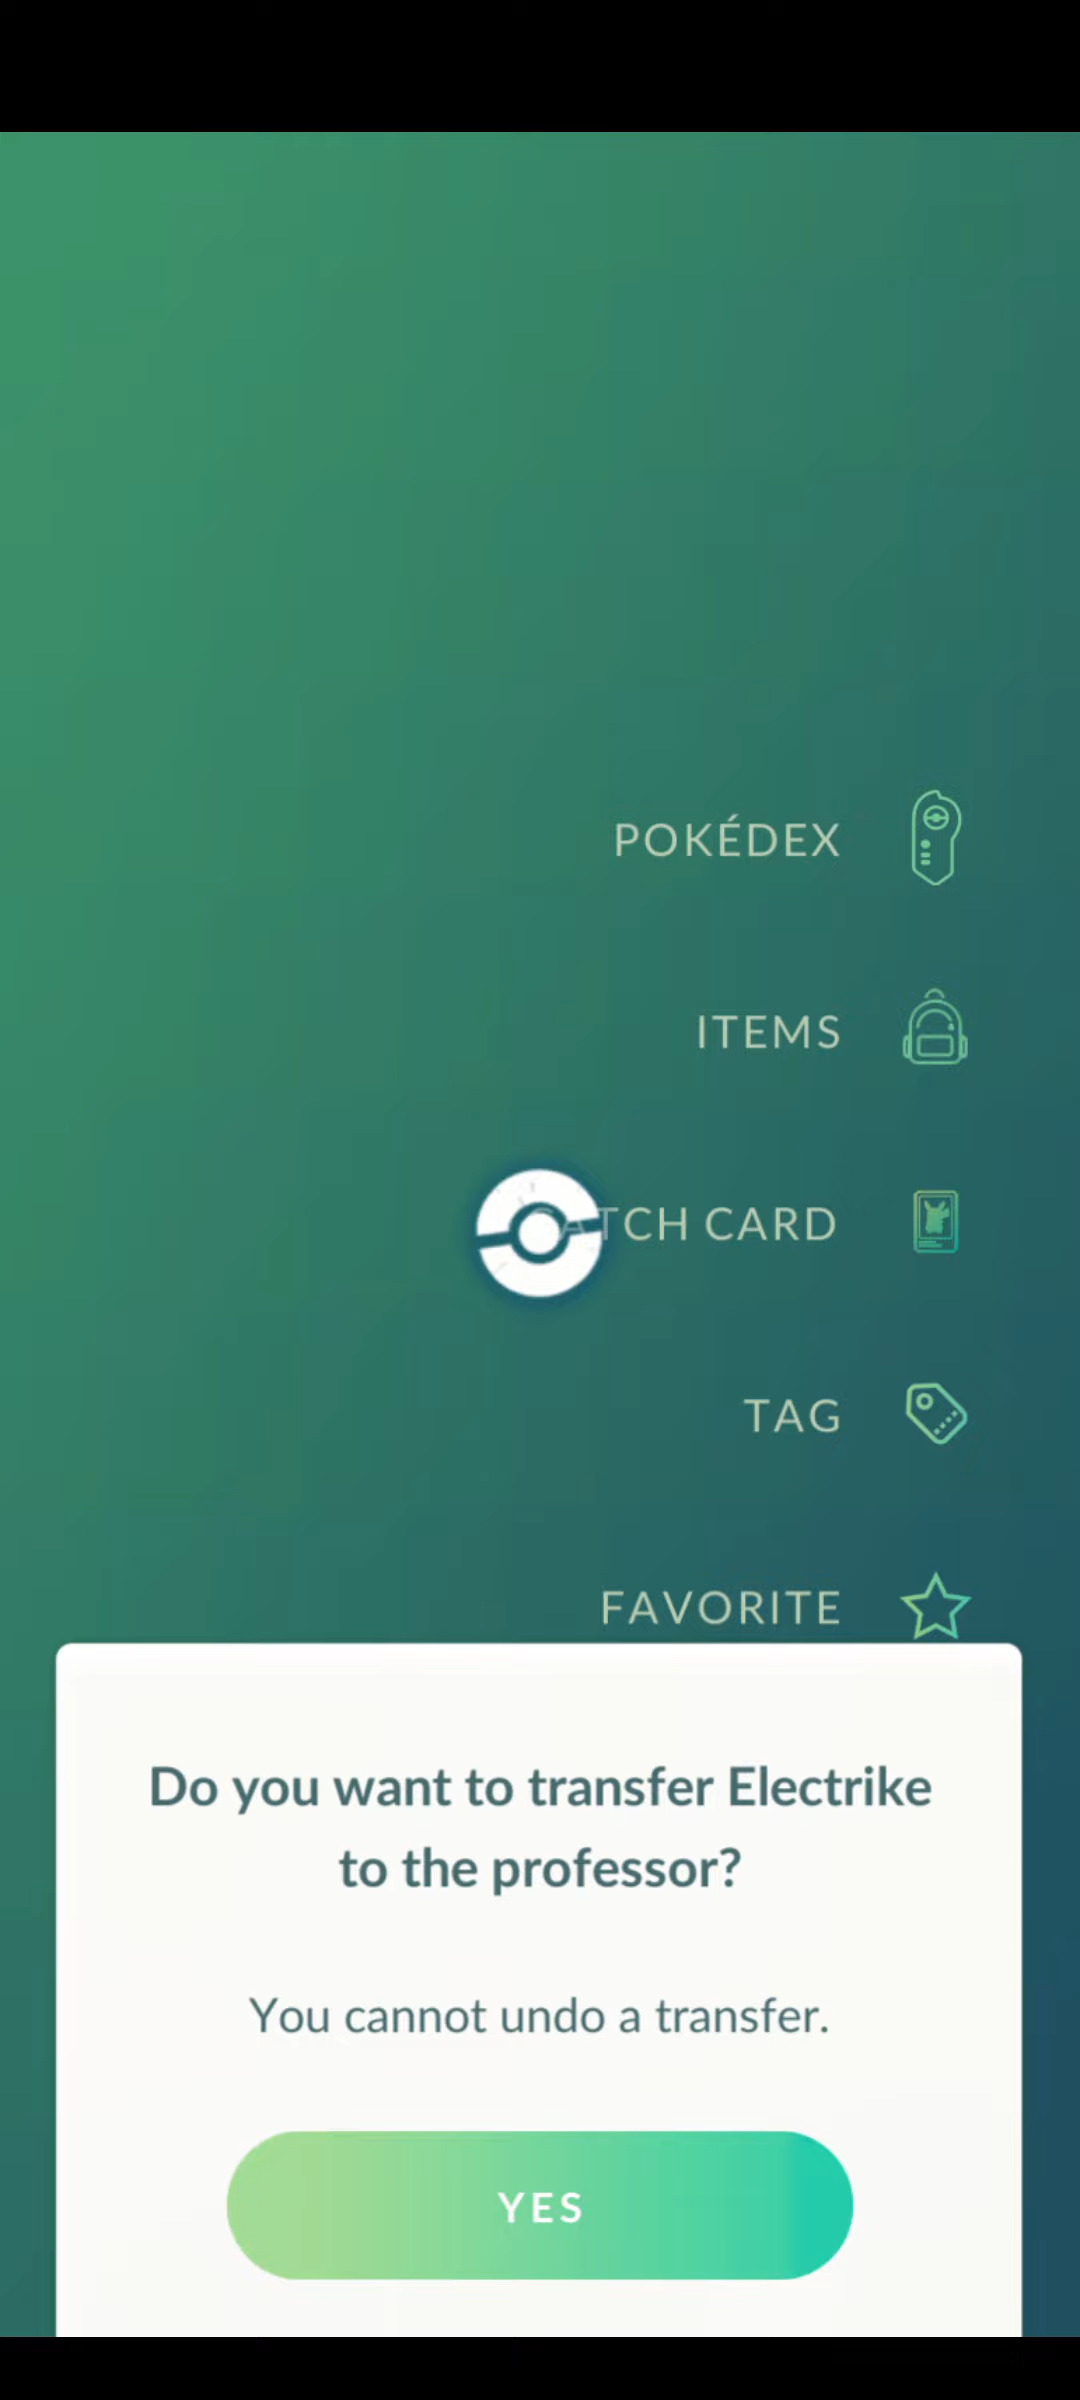 POKÉDEX
ITEMS
CATCH CARD
TAG
FAVORITE
Do you want to transfer Electrike
to the professor?
You cannot undo a transfer.
YES